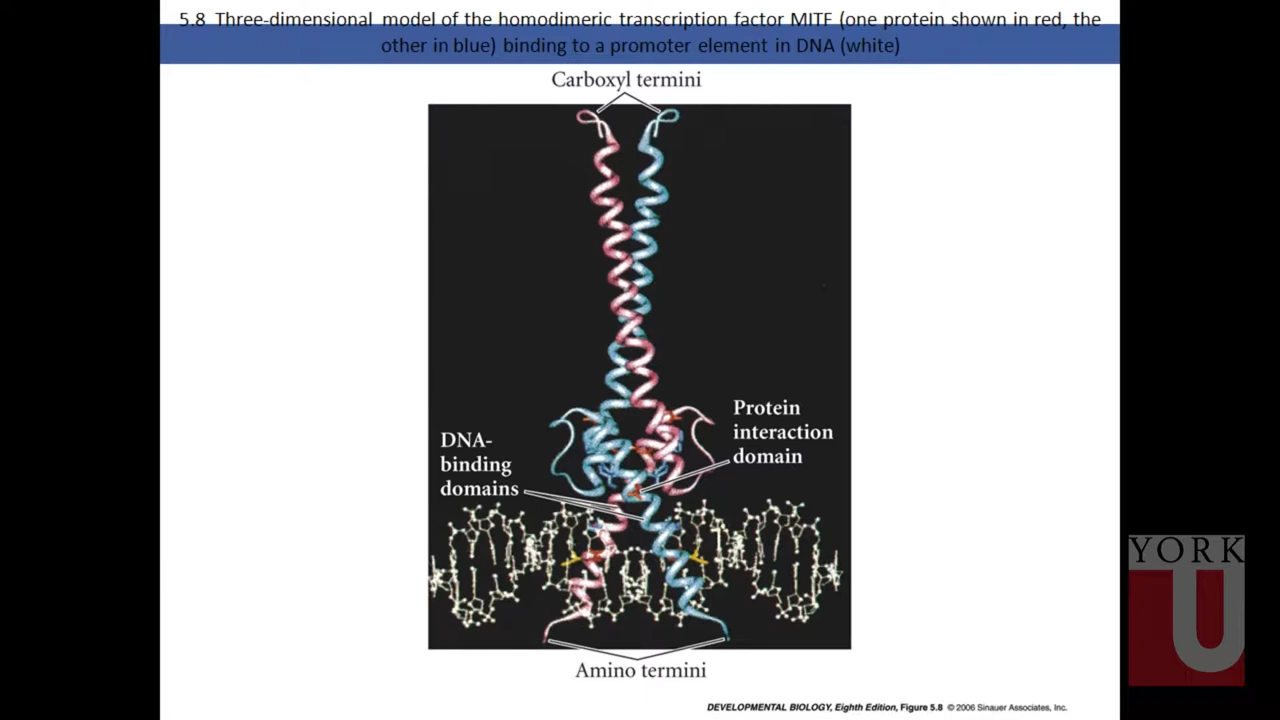 5.8 Three-dimensional model of the homodimeric transcription factor MITF (one protein shown in red, the
other in blue) binding to a promoter element in DNA (white)
Carboxyl termini
Protein
interaction
domain
DNA-
binding
domains
Amino termini
YORK
U
DEVELOPMENTAL BIOLOGY, Eighth Edition, Figure 5.8 © 2006 Sinauer Associates, Inc.